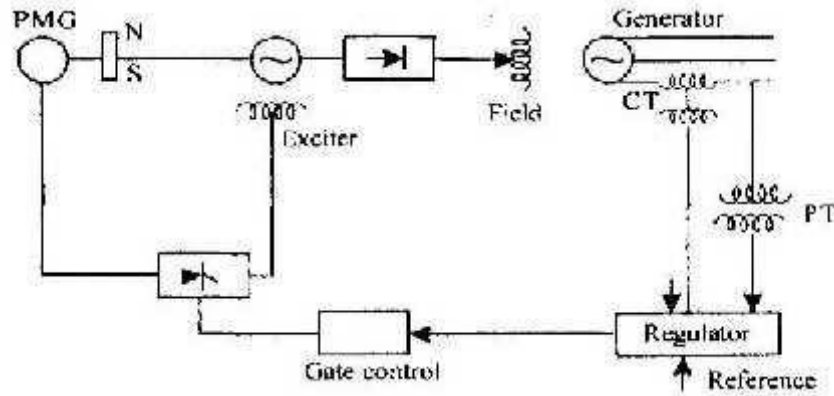 PMG
N
S
Generator
CT
Field
Exciter
PT
Regulator
Gate control
Reference